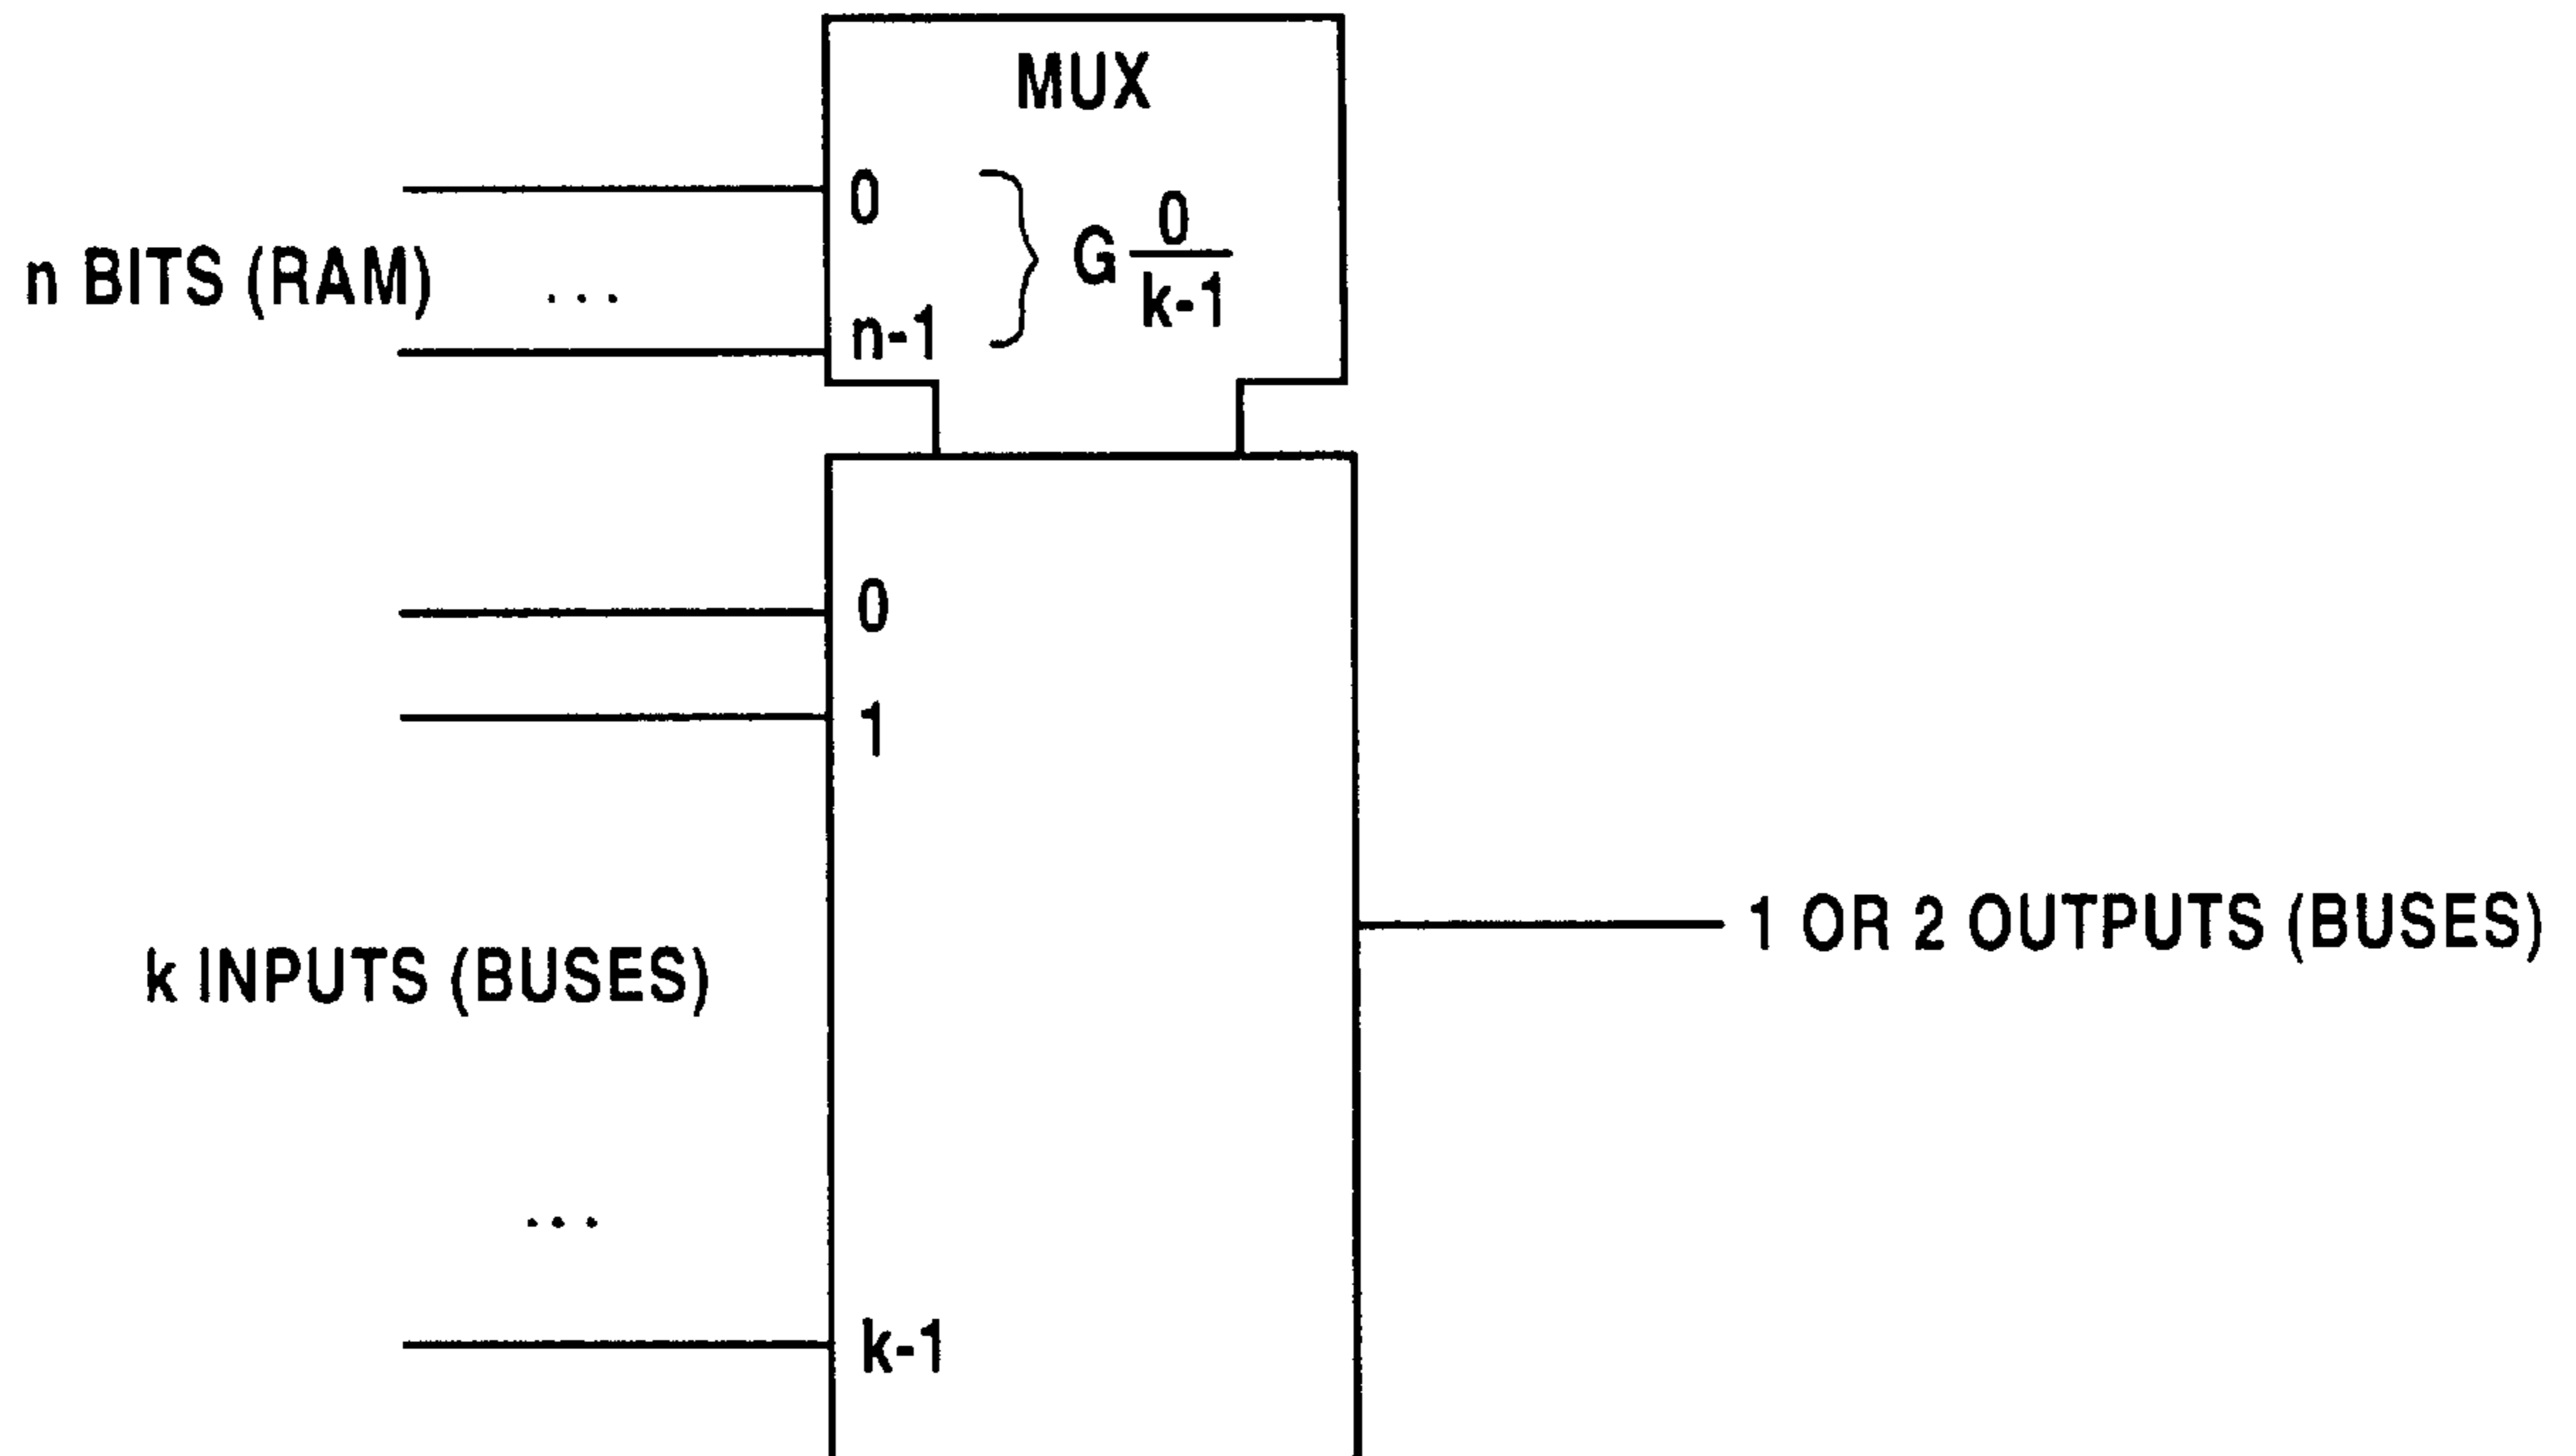 MUX
0
n BITS (RAM) ...
n-1
G 0
k-1
0
1
1 OR 2 OUTPUTS (BUSES)
k INPUTS (BUSES)
...
k-1